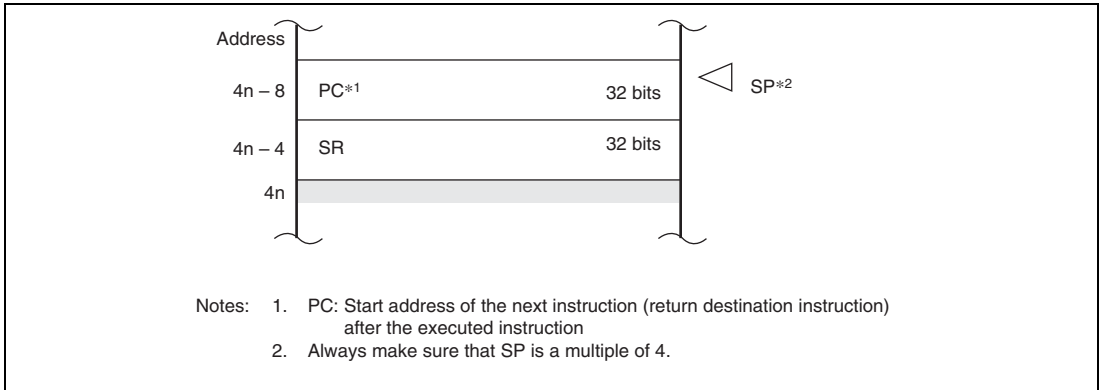 Address
4n – 8 PC*1 32 bits SP*2
4n – 4 SR 32 bits
4n
Notes: 1. PC: Start address of the next instruction (return destination instruction)
after the executed instruction
2. Always make sure that SP is a multiple of 4.